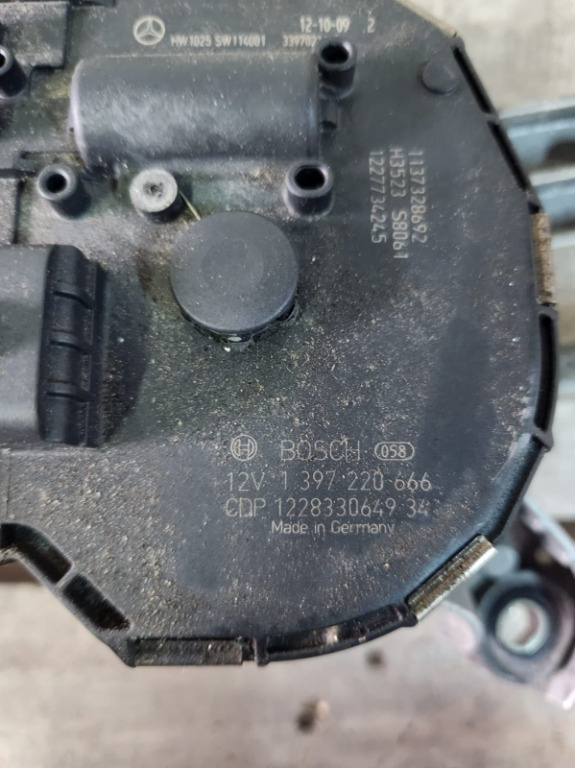 12-10-09 2
HW1025 SW114001
1137328692
H3523 S8061
1227734245
BOSCH 058
12V 1 397 220 666
CDP 1228330649 34
Made in Germany